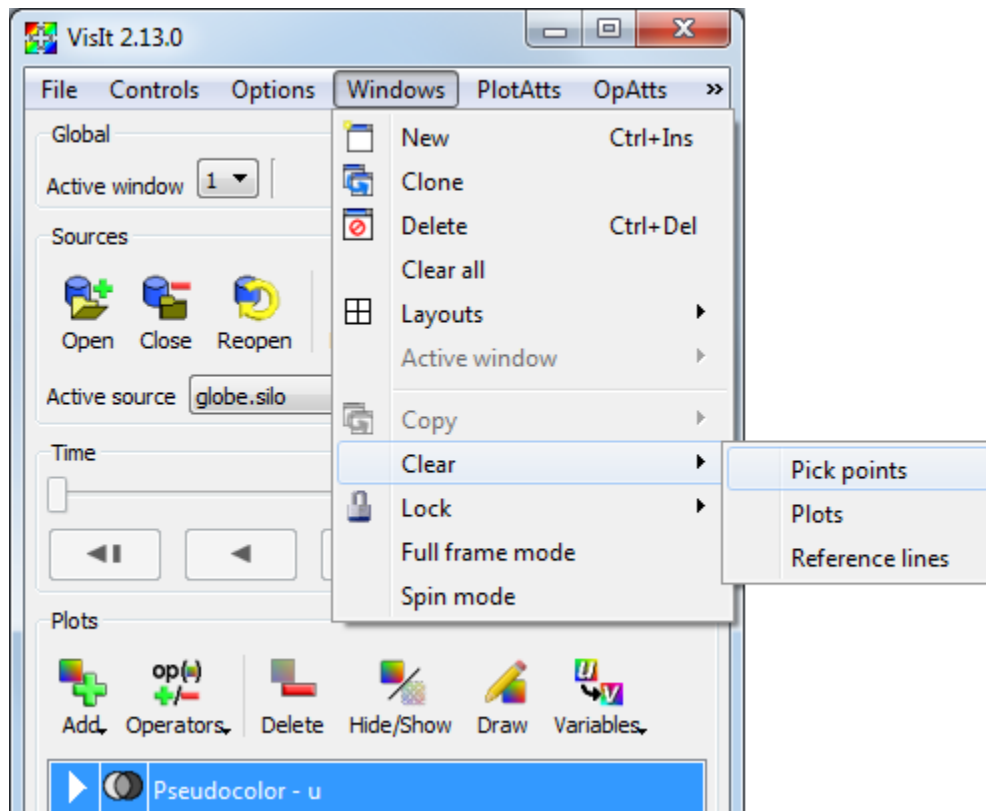 VisIt 2.13.0
File Controls Options Windows PlotAtts OpAtts »
Global
Active window 1
Sources
Open Close Reopen
Active source globe.silo
Time
New Ctrl+Ins
Clone
Delete Ctrl+Del
Clear all
Layouts
Active window
Copy
Clear
Lock
Full frame mode
Spin mode
Pick points
Plots
Reference lines
Plots
op(=) +/-
Add Operators Delete Hide/Show Draw Variables
u v
Pseudocolor - u